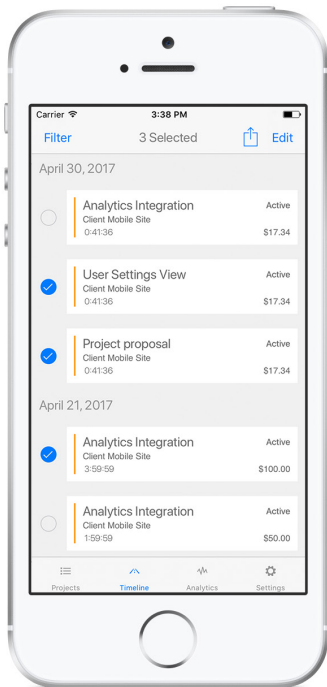 Carrier 3:38 PM
Filter 3 Selected Edit
April 30, 2017
Analytics Integration Active
Client Mobile Site
0:41:36 $17.34
User Settings View Active
Client Mobile Site
0:41:36 $17.34
Project proposal Active
Client Mobile Site
0:41:36 $17.34
April 21, 2017
Analytics Integration Active
Client Mobile Site
3:59:59 $100.00
Analytics Integration Active
Client Mobile Site
1:59:59 $50.00
Projects Timeline Analytics Settings